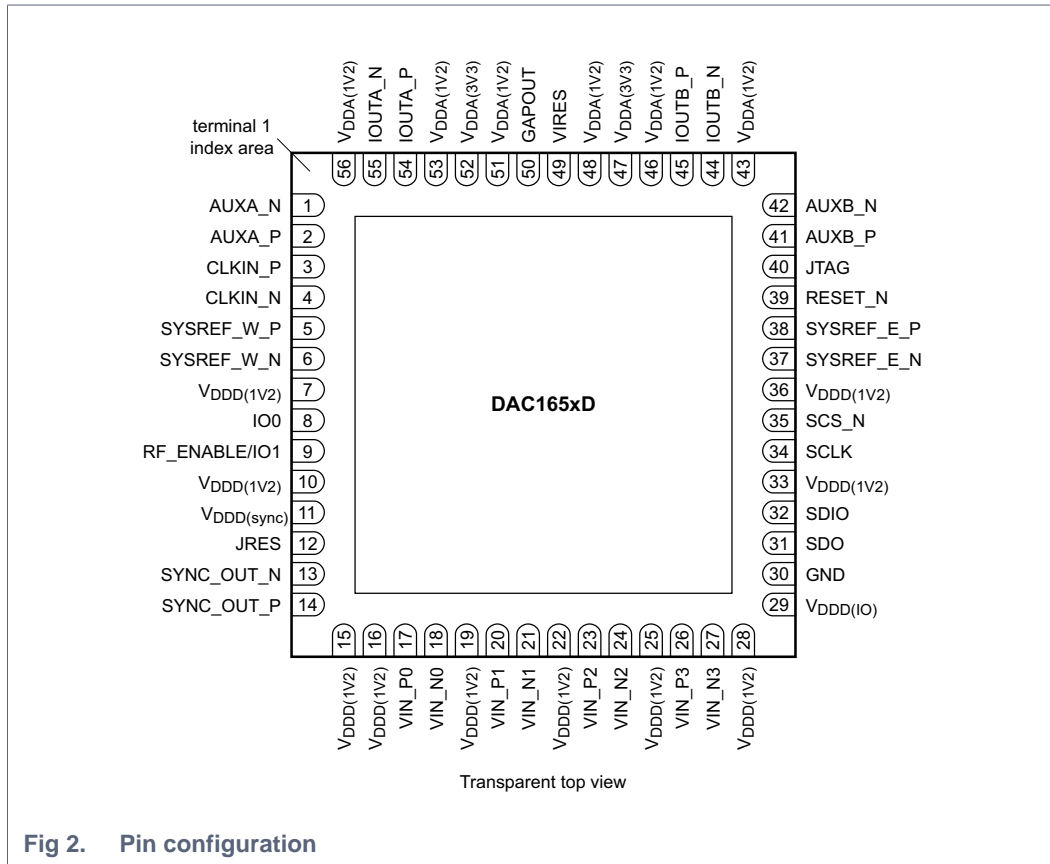 VDDA(1V2)
IOUTA_N
IOUTA_P
VDDA(1V2)
VDDA(3V3)
VDDA(1V2)
GAPOUT
VIRES
VDDA(1V2)
VDDA(3V3)
VDDA(1V2)
IOUTB_P
IOUTB_N
VDDA(1V2)
terminal 1
index area
56 55 54 53 52 51 50 49 48 47 46 45 44 43
AUXA_N 1 42 AUXB_N
AUXA_P 2 41 AUXB_P
CLKIN_P 3 40 JTAG
CLKIN_N 4 39 RESET_N
SYSREF_W_P 5 38 SYSREF_E_P
SYSREF_W_N 6 37 SYSREF_E_N
VDDD(1V2) 7 36 VDDD(1V2)
DAC165xD
IO0 8 35 SCS_N
RF_ENABLE/IO1 9 34 SCLK
VDDD(1V2) 10 33 VDDD(1V2)
VDDD(sync) 11 32 SDIO
JRES 12 31 SDO
SYNC_OUT_N 13 30 GND
SYNC_OUT_P 14 29 VDDD(IO)
15 16 17 18 19 20 21 22 23 24 25 26 27 28
VDDD(1V2)
VDDD(1V2)
VIN_P0
VIN_N0
VDDD(1V2)
VIN_P1
VIN_N1
VDDD(1V2)
VIN_P2
VIN_N2
VDDD(1V2)
VIN_P3
VIN_N3
VDDD(1V2)
Transparent top view
Fig 2. Pin configuration